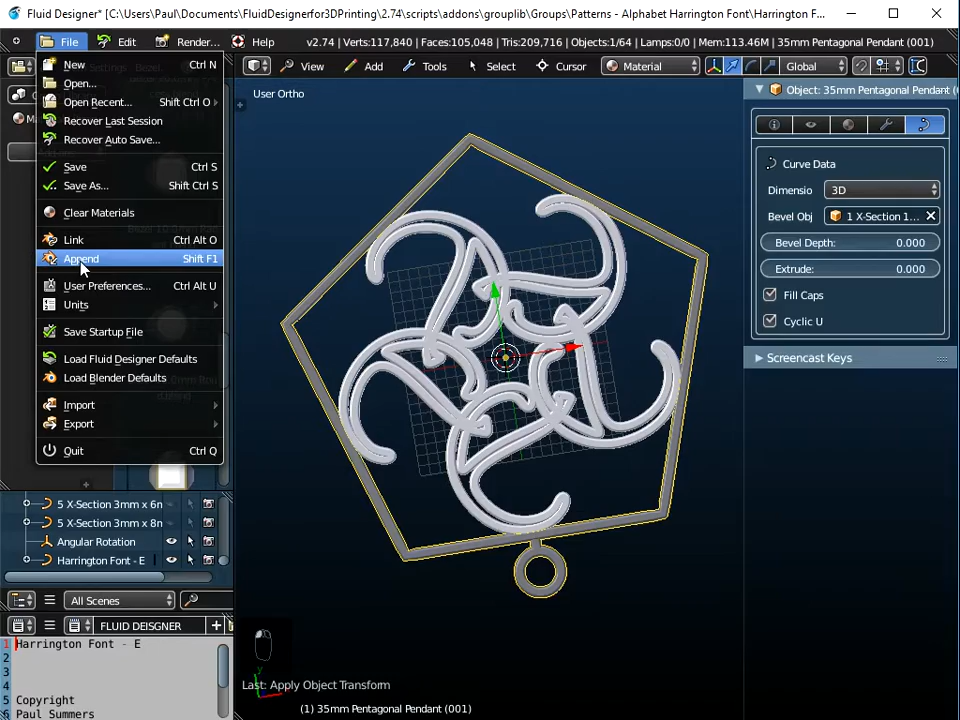 Fluid Designer* [C:\Users\Paul\Documents\FluidDesignerfor3DPrinting\2.74\scripts\addons\grouplib\Groups\Patterns - Alphabet Harrington Font\Harrington F...
File Edit Render... Help v2.74 | Verts:117,840 | Faces:105,048 | Tris:209,716 | Objects:1/64 | Lamps:0/0 | Mem:113.46M | 35mm Pentagonal Pendant (001)
View Add Tools Select Cursor Material Global
New Ctrl N
Open...
Open Recent... Shift Ctrl O
Recover Last Session
Recover Auto Save...
Save Ctrl S
Save As... Shift Ctrl S
Clear Materials
Link Ctrl Alt O
Append Shift F1
User Preferences... Ctrl Alt U
Units
Save Startup File
Load Fluid Designer Defaults
Load Blender Defaults
Import
Export
Quit Ctrl Q
User Ortho
Object: 35mm Pentagonal Pendant (
Curve Data
Dimensio 3D
Bevel Obj 1 X-Section 1...
Bevel Depth: 0.000
Extrude: 0.000
Fill Caps
Cyclic U
Screencast Keys
5 X-Section 3mm x 6n
5 X-Section 3mm x 8n
Angular Rotation
Harrington Font - E
All Scenes
FLUID DEISGNER
1 Harrington Font - E
2
3
4
5 Copyright
6 Paul Summers
y
Last: Apply Object Transform
(1) 35mm Pentagonal Pendant (001)